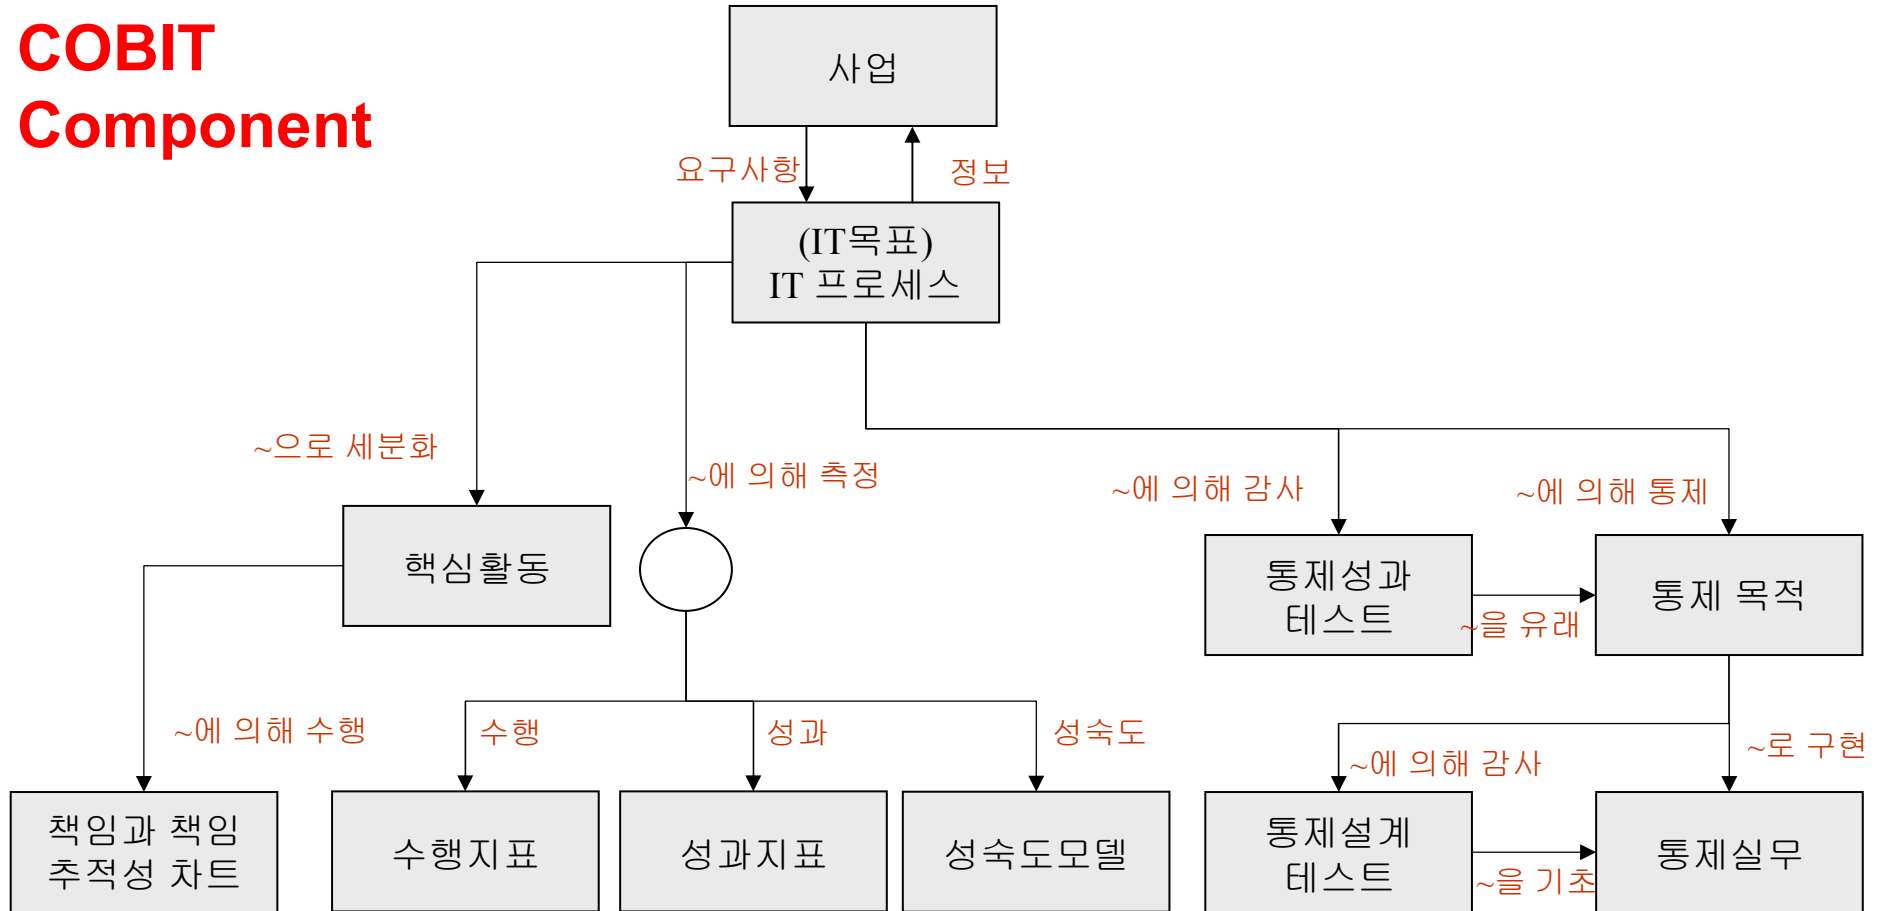 COBIT
Component
사업
요구사항
정보
(IT목표)
IT 프로세스
~으로 세분화
~에 의해 측정
~에 의해 감사
~에 의해 통제
핵심활동
통제성과
테스트
통제 목적
~을 유래
~에 의해 수행
수행
성과
성숙도
~에 의해 감사
~로 구현
책임과 책임
추적성 차트
수행지표
성과지표
성숙도모델
통제설계
테스트
통제실무
~을 기초